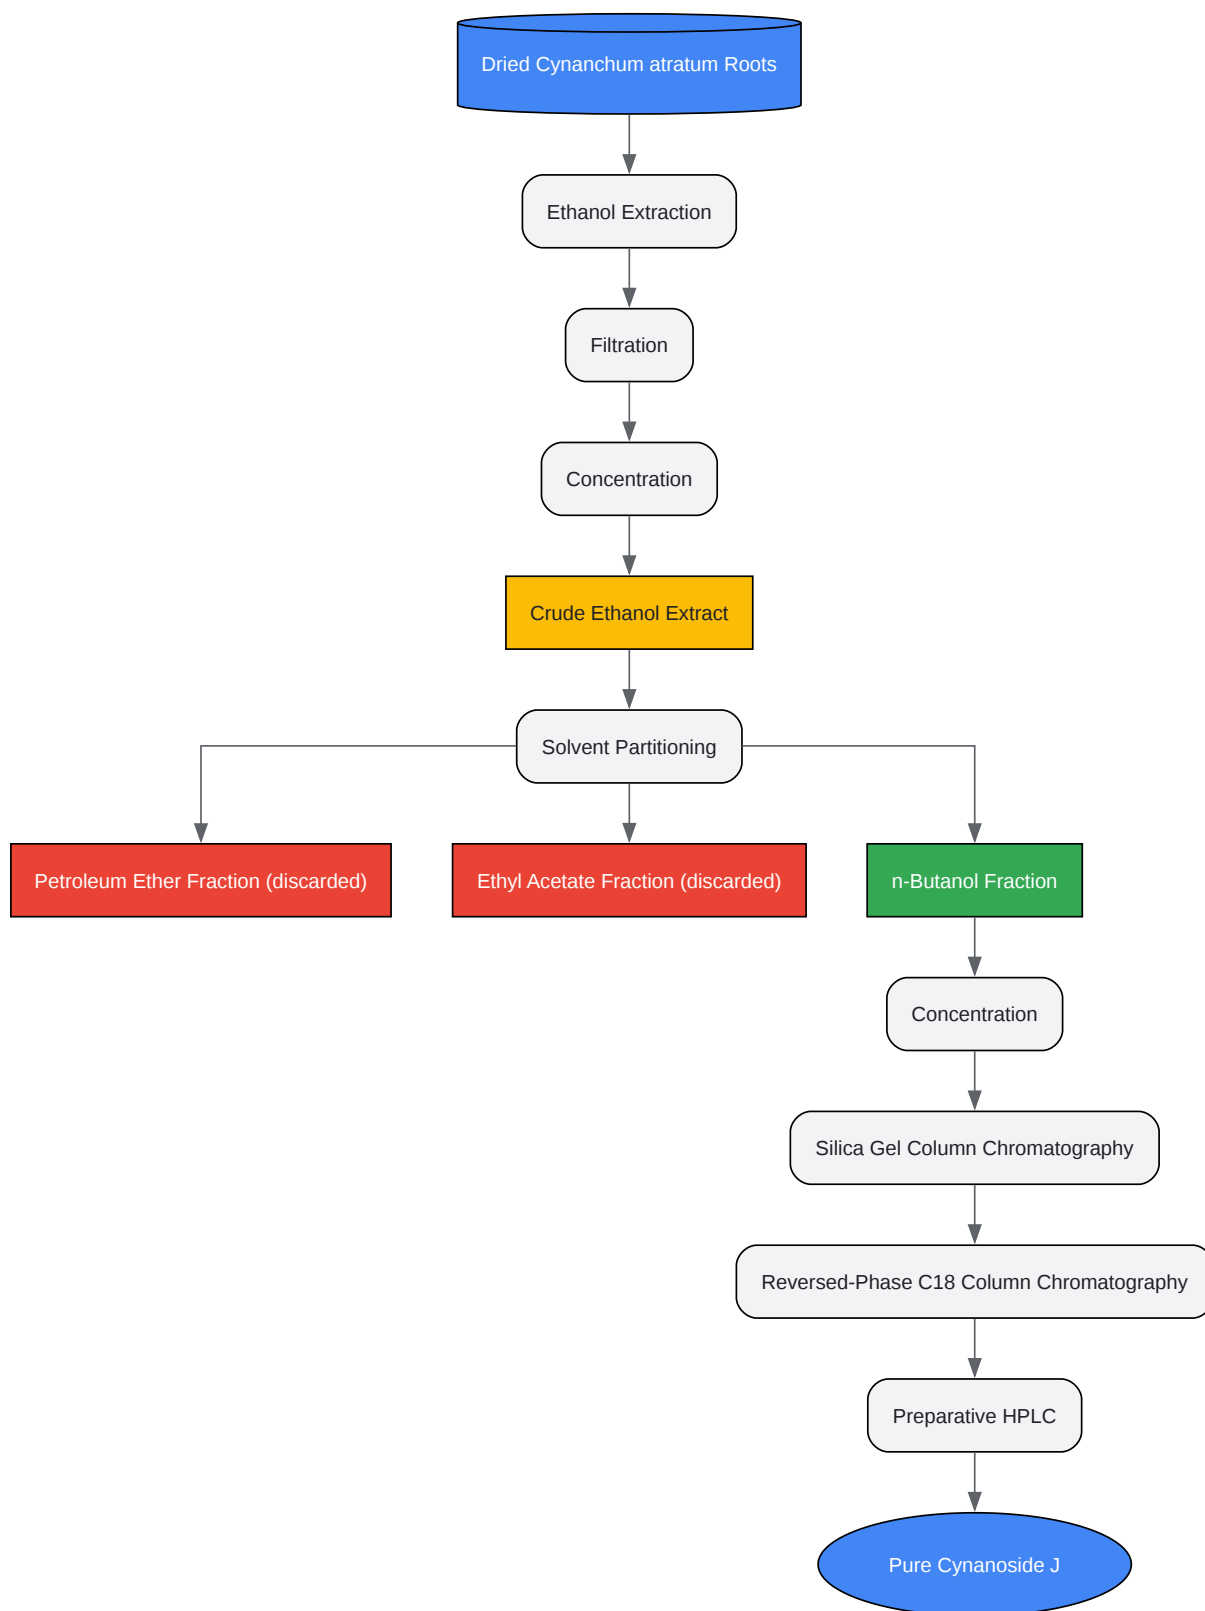 Dried Cynanchum atratum Roots
Ethanol Extraction
Filtration
Concentration
Crude Ethanol Extract
Solvent Partitioning
Petroleum Ether Fraction (discarded)
Ethyl Acetate Fraction (discarded)
n-Butanol Fraction
Concentration
Silica Gel Column Chromatography
Reversed-Phase C18 Column Chromatography
Preparative HPLC
Pure Cynanoside J